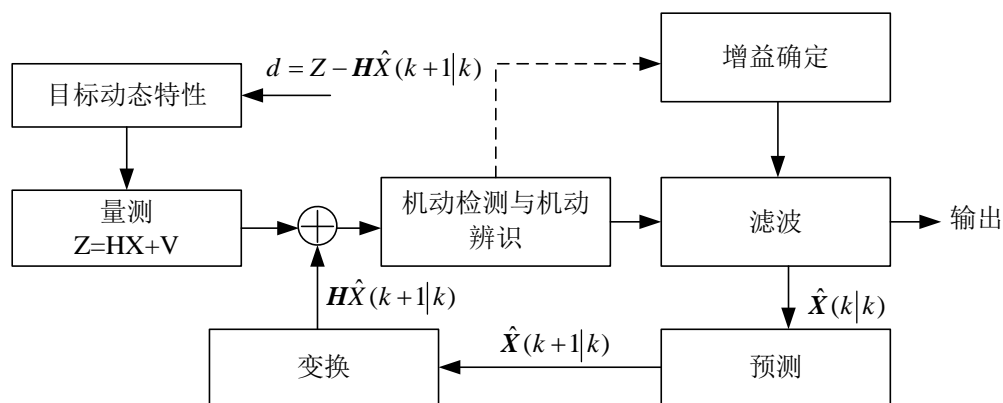 d = Z − HX̂(k+1|k)
增益确定
目标动态特性
量测
Z=HX+V
机动检测与机动
辨识
滤波
输出
HX̂(k+1|k)
X̂(k|k)
变换
X̂(k+1|k)
预测